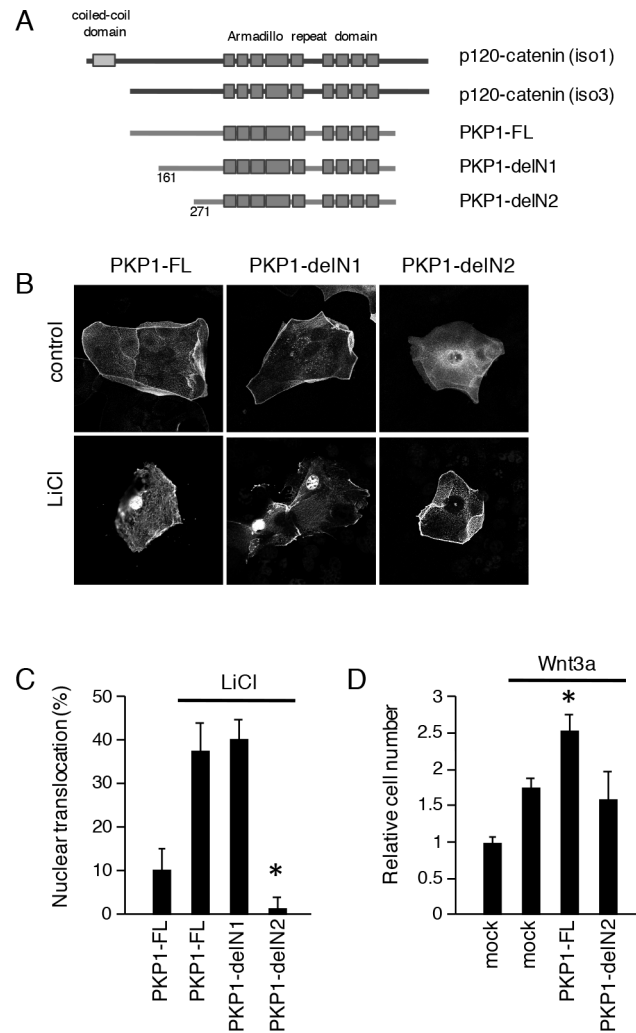 A
coiled-coil
domain
Armadillo repeat domain
p120-catenin (iso1)
p120-catenin (iso3)
PKP1-FL
PKP1-delN1
161
PKP1-delN2
271
B
PKP1-FL PKP1-delN1 PKP1-delN2
control
LiCl
C
LiCl
Nuclear translocation (%)
50
40
30
20
10
0
*
PKP1-FL
PKP1-FL
PKP1-delN1
PKP1-delN2
D
Wnt3a
Relative cell number
3
2.5
2
1.5
1
0.5
0
*
mock
mock
PKP1-FL
PKP1-delN2